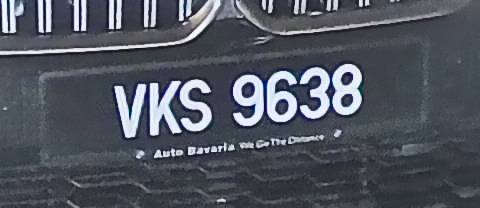 VKS 9638
Auto Bavaria We Go The Distance